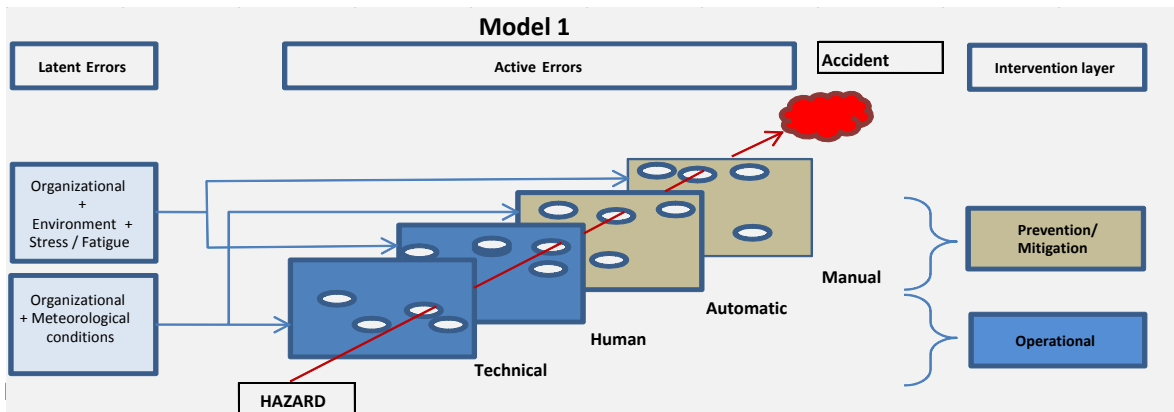 Model 1
Latent Errors
Active Errors
Accident
Intervention layer
Organizational
+
Environment +
Stress / Fatigue
Organizational
+ Meteorological
conditions
Prevention/
Mitigation
Manual
Automatic
Operational
Human
Technical
HAZARD